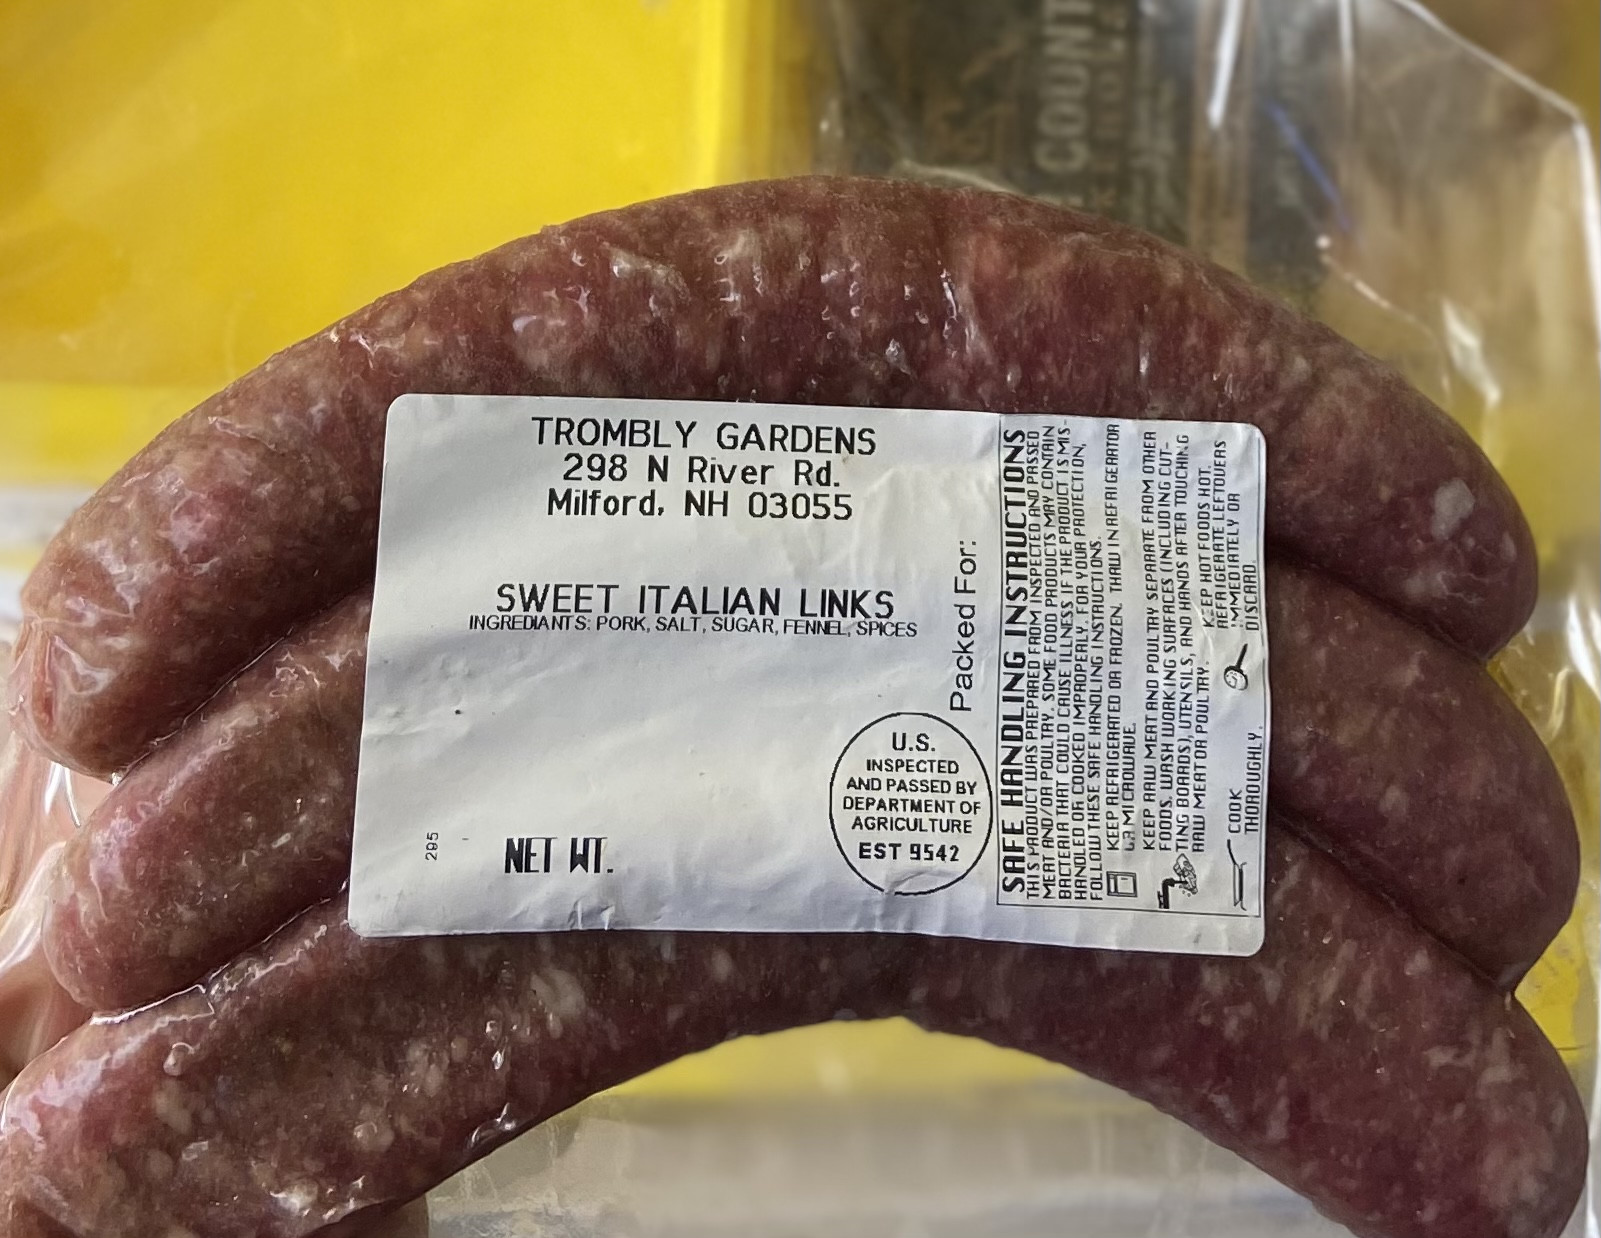 COUNT
TROMBLY GARDENS
298 N River Rd.
Milford, NH 03055
SWEET ITALIAN LINKS
INGREDIANTS: PORK, SALT, SUGAR, FENNEL, SPICES
Packed For:
U.S.
INSPECTED
AND PASSED BY
DEPARTMENT OF
AGRICULTURE
EST 9542
295
NET WT.
SAFE HANDLING INSTRUCTIONS
THIS PRODUCT WAS PREPARED FROM INSPECTED AND PASSED
MEAT AND/OR POULTRY. SOME FOOD PRODUCTS MAY CONTAIN
BACTERIA THAT COULD CAUSE ILLNESS IF THE PRODUCT IS MIS-
HANDLED OR COOKED IMPROPERLY. FOR YOUR PROTECTION,
FOLLOW THESE SAFE HANDLING INSTRUCTIONS.
KEEP REFRIGERATED OR FROZEN. THAW IN REFRIGERATOR
OR MICROWAVE.
KEEP RAW MEAT AND POULTRY SEPARATE FROM OTHER
FOODS. WASH WORKING SURFACES (INCLUDING CUT-
TING BOARDS), UTENSILS, AND HANDS AFTER TOUCHING
RAW MEAT OR POULTRY.
COOK
THOROUGHLY.
KEEP HOT FOODS HOT.
REFRIGERATE LEFTOVERS
IMMEDIATELY OR
DISCARD.